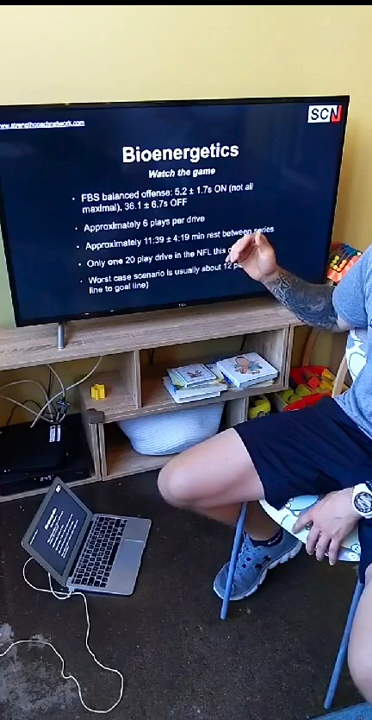 www.strengthcoachnetwork.com
SCN
Bioenergetics
Watch the game
• FBS balanced offense: 5.2 ± 1.7s ON (not all
maximal), 36.1 ± 6.7s OFF
• Approximately 6 plays per drive
• Approximately 11:39 ± 4:19 min rest between series
• Only one 20 play drive in the NFL this
• Worst case scenario is usually about 12
line to goal line)
TCL